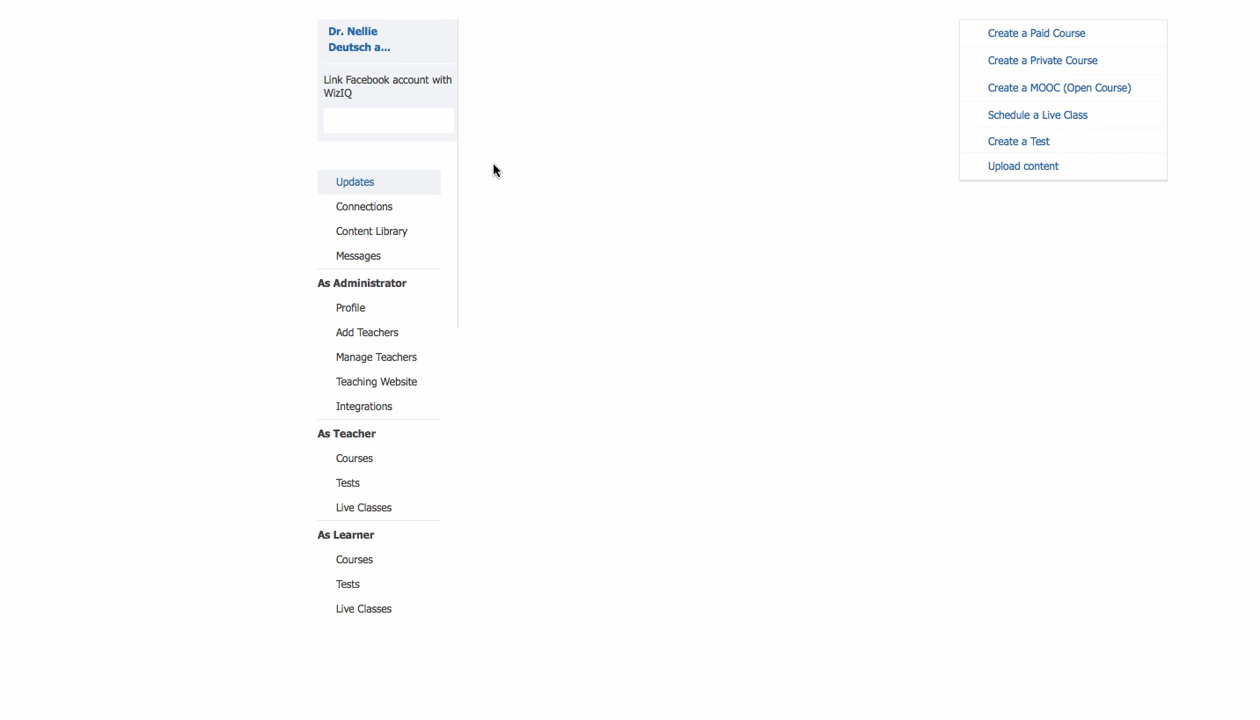 Dr. Nellie
Deutsch a...
Link Facebook account with
WizIQ
Updates
Connections
Content Library
Messages
As Administrator
Profile
Add Teachers
Manage Teachers
Teaching Website
Integrations
As Teacher
Courses
Tests
Live Classes
As Learner
Courses
Tests
Live Classes
Create a Paid Course
Create a Private Course
Create a MOOC (Open Course)
Schedule a Live Class
Create a Test
Upload content